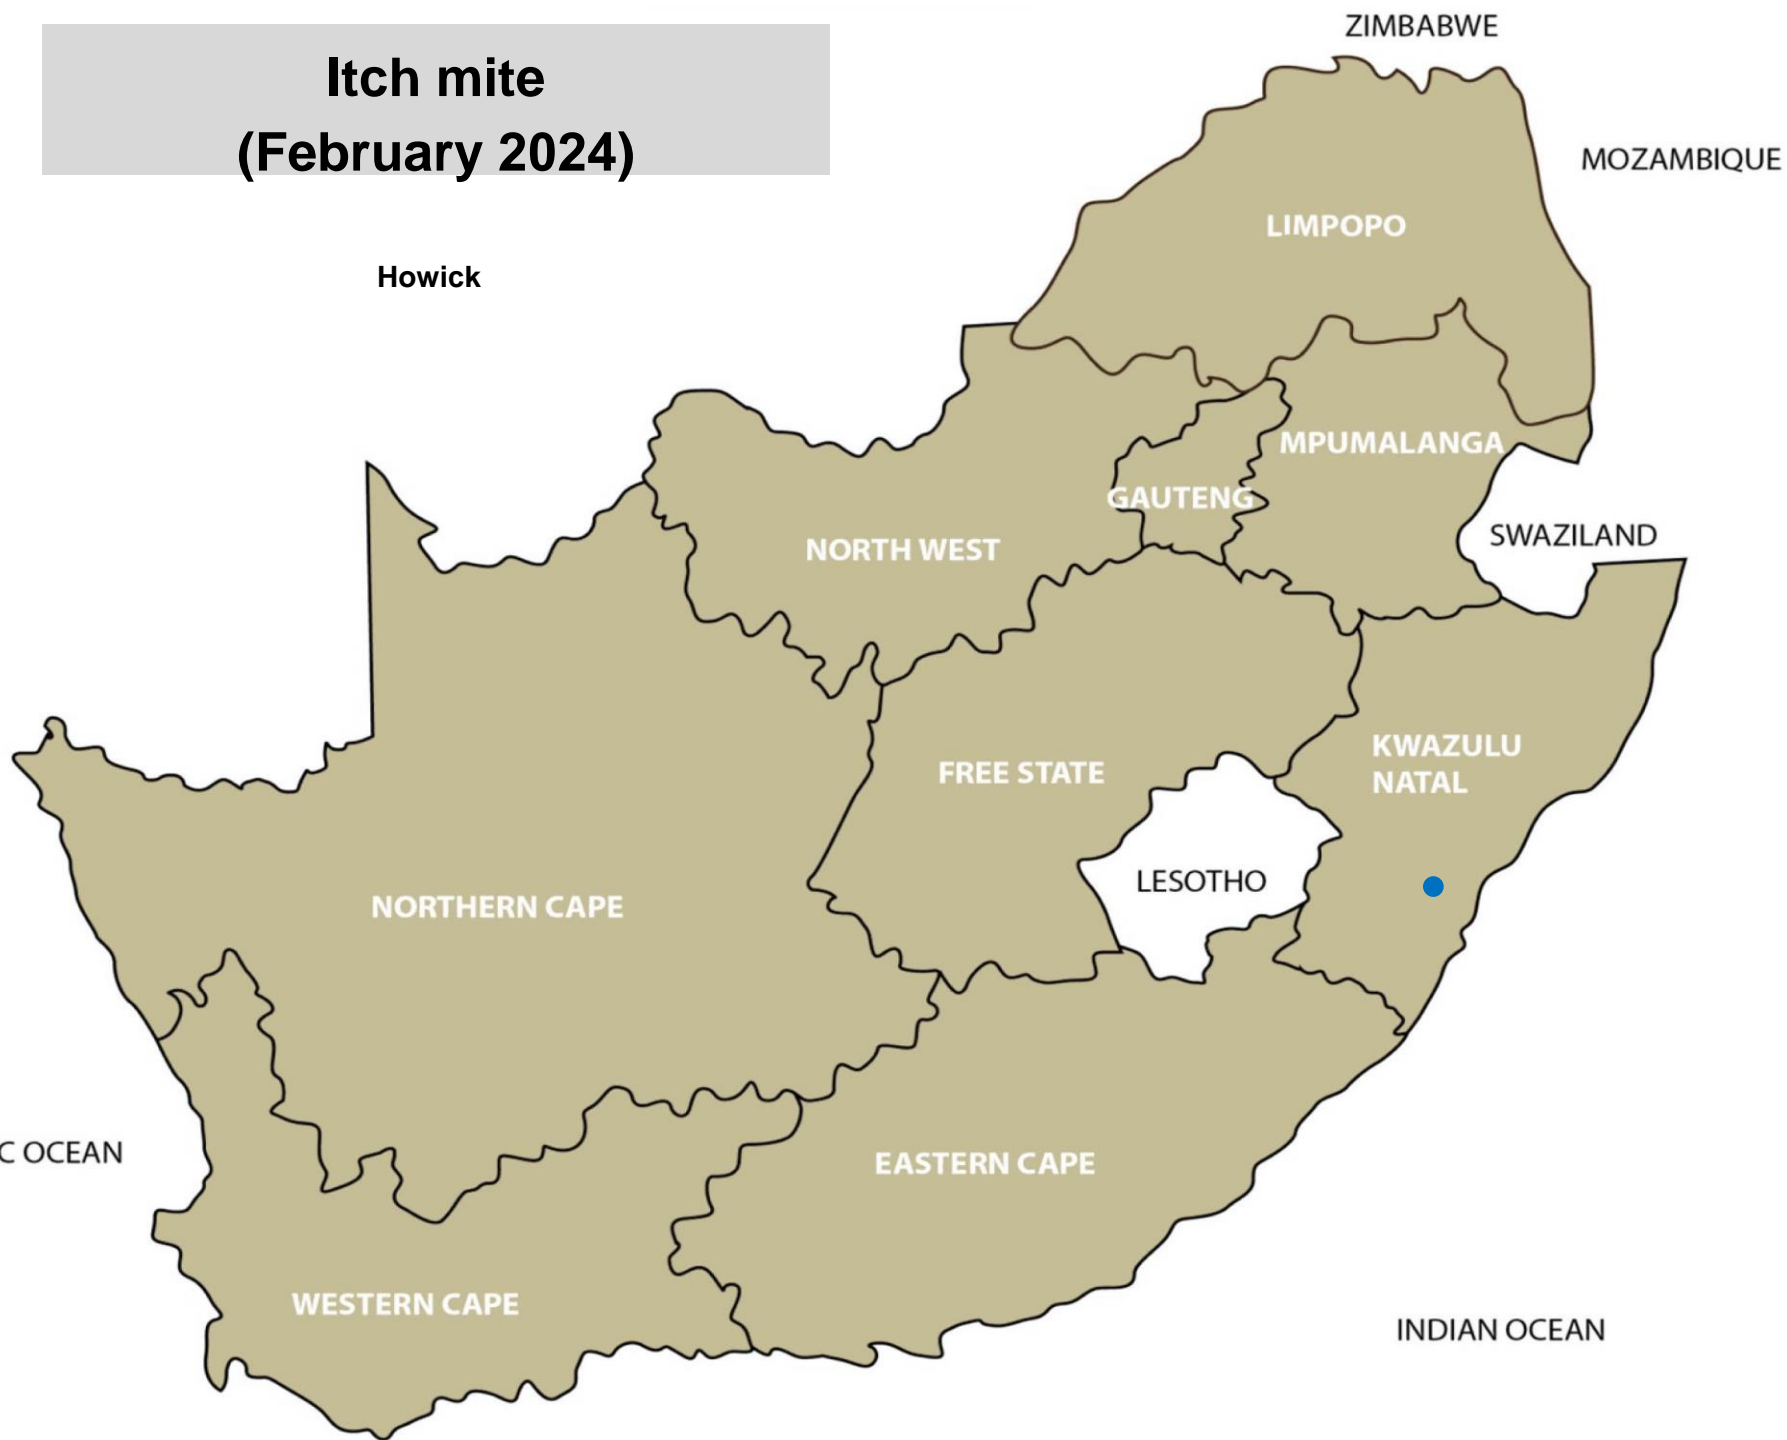 Itch mite
(February 2024)
Howick
ZIMBABWE
MOZAMBIQUE
LIMPOPO
MPUMALANGA
GAUTENG
NORTH WEST
SWAZILAND
KWAZULU
NATAL
FREE STATE
LESOTHO
NORTHERN CAPE
C OCEAN
EASTERN CAPE
WESTERN CAPE
INDIAN OCEAN